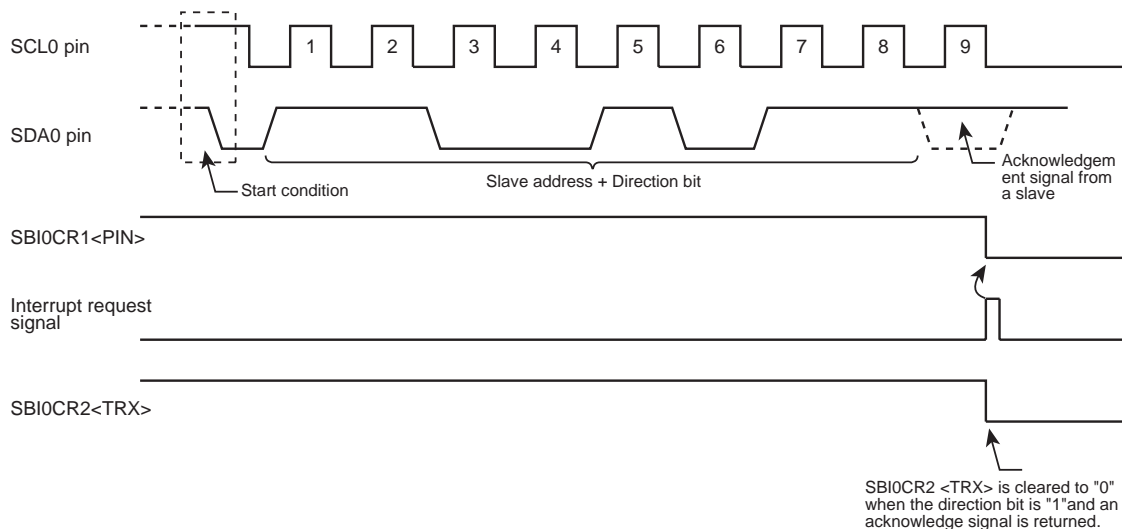 SCL0 pin
1 2 3 4 5 6 7 8 9
SDA0 pin
Start condition
Slave address + Direction bit
Acknowledgem
ent signal from
a slave
SBI0CR1<PIN>
Interrupt request
signal
SBI0CR2<TRX>
SBI0CR2 <TRX> is cleared to "0"
when the direction bit is "1"and an
acknowledge signal is returned.